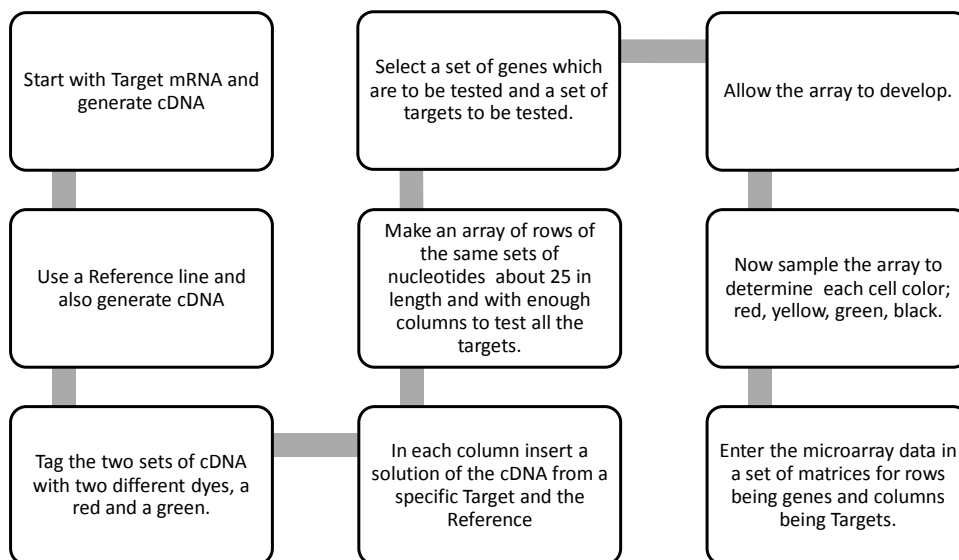 Start with Target mRNA and
generate cDNA
Use a Reference line and
also generate cDNA
Tag the two sets of cDNA
with two different dyes, a
red and a green.
In each column insert a
solution of the cDNA from a
specific Target and the
Reference
Make an array of rows of
the same sets of
nucleotides about 25 in
length and with enough
columns to test all the
targets.
Select a set of genes which
are to be tested and a set of
targets to be tested.
Allow the array to develop.
Now sample the array to
determine each cell color;
red, yellow, green, black.
Enter the microarray data in
a set of matrices for rows
being genes and columns
being Targets.